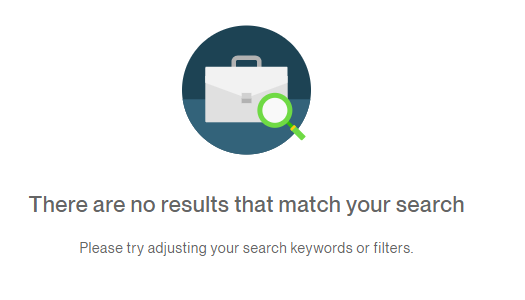 There are no results that match your search
Please try adjusting your search keywords or filters.